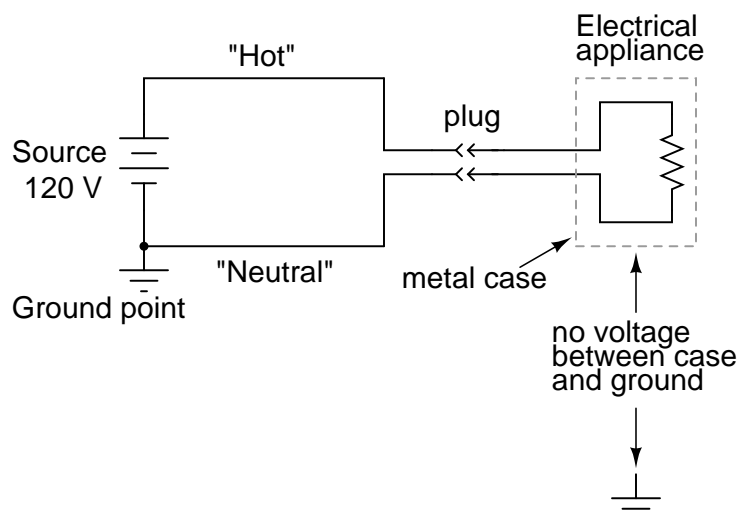 Electrical
appliance
"Hot"
plug
Source
120 V
"Neutral"
metal case
Ground point
no voltage
between case
and ground